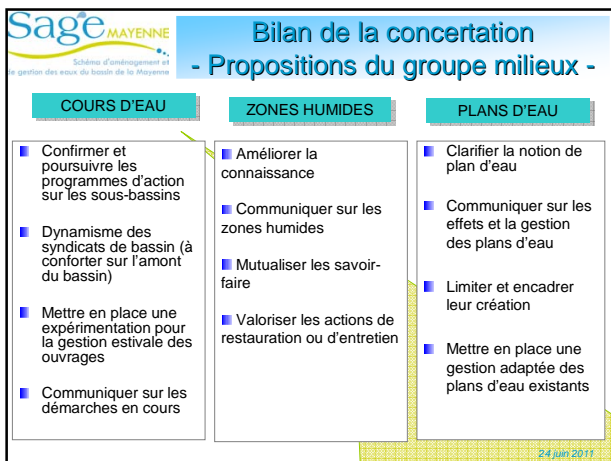 Sage MAYENNE
Schéma d'aménagement et
de gestion des eaux du bassin de la Mayenne
Bilan de la concertation
- Propositions du groupe milieux -
COURS D'EAU
Confirmer et
poursuivre les
programmes d'action
sur les sous-bassins
Dynamisme des
syndicats de bassin (à
conforter sur l'amont
du bassin)
Mettre en place une
expérimentation pour
la gestion estivale des
ouvrages
Communiquer sur les
démarches en cours
ZONES HUMIDES
Améliorer la
connaissance
Communiquer sur les
zones humides
Mutualiser les savoir-
faire
Valoriser les actions de
restauration ou d'entretien
PLANS D'EAU
Clarifier la notion de
plan d'eau
Communiquer sur les
effets et la gestion
des plans d'eau
Limiter et encadrer
leur création
Mettre en place une
gestion adaptée des
plans d'eau existants
24 juin 2011